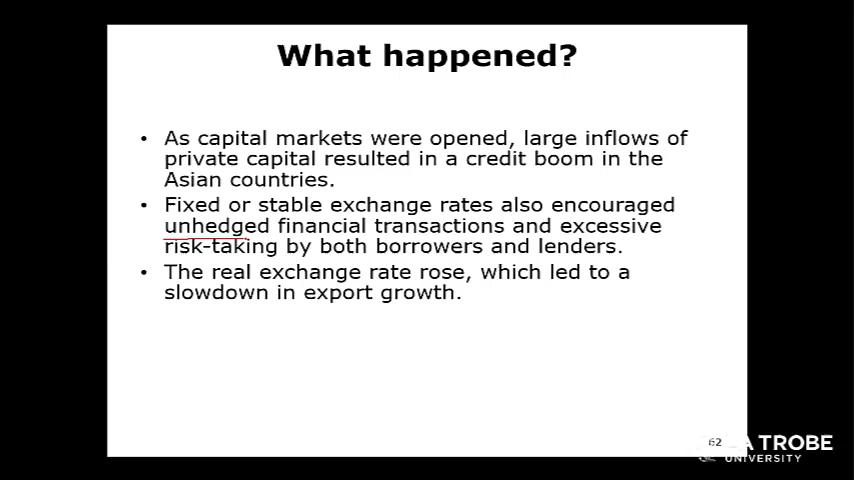 What happened?
• As capital markets were opened, large inflows of
private capital resulted in a credit boom in the
Asian countries.
• Fixed or stable exchange rates also encouraged
unhedged financial transactions and excessive
risk-taking by both borrowers and lenders.
• The real exchange rate rose, which led to a
slowdown in export growth.
62
TROBE
UNIVERSITY